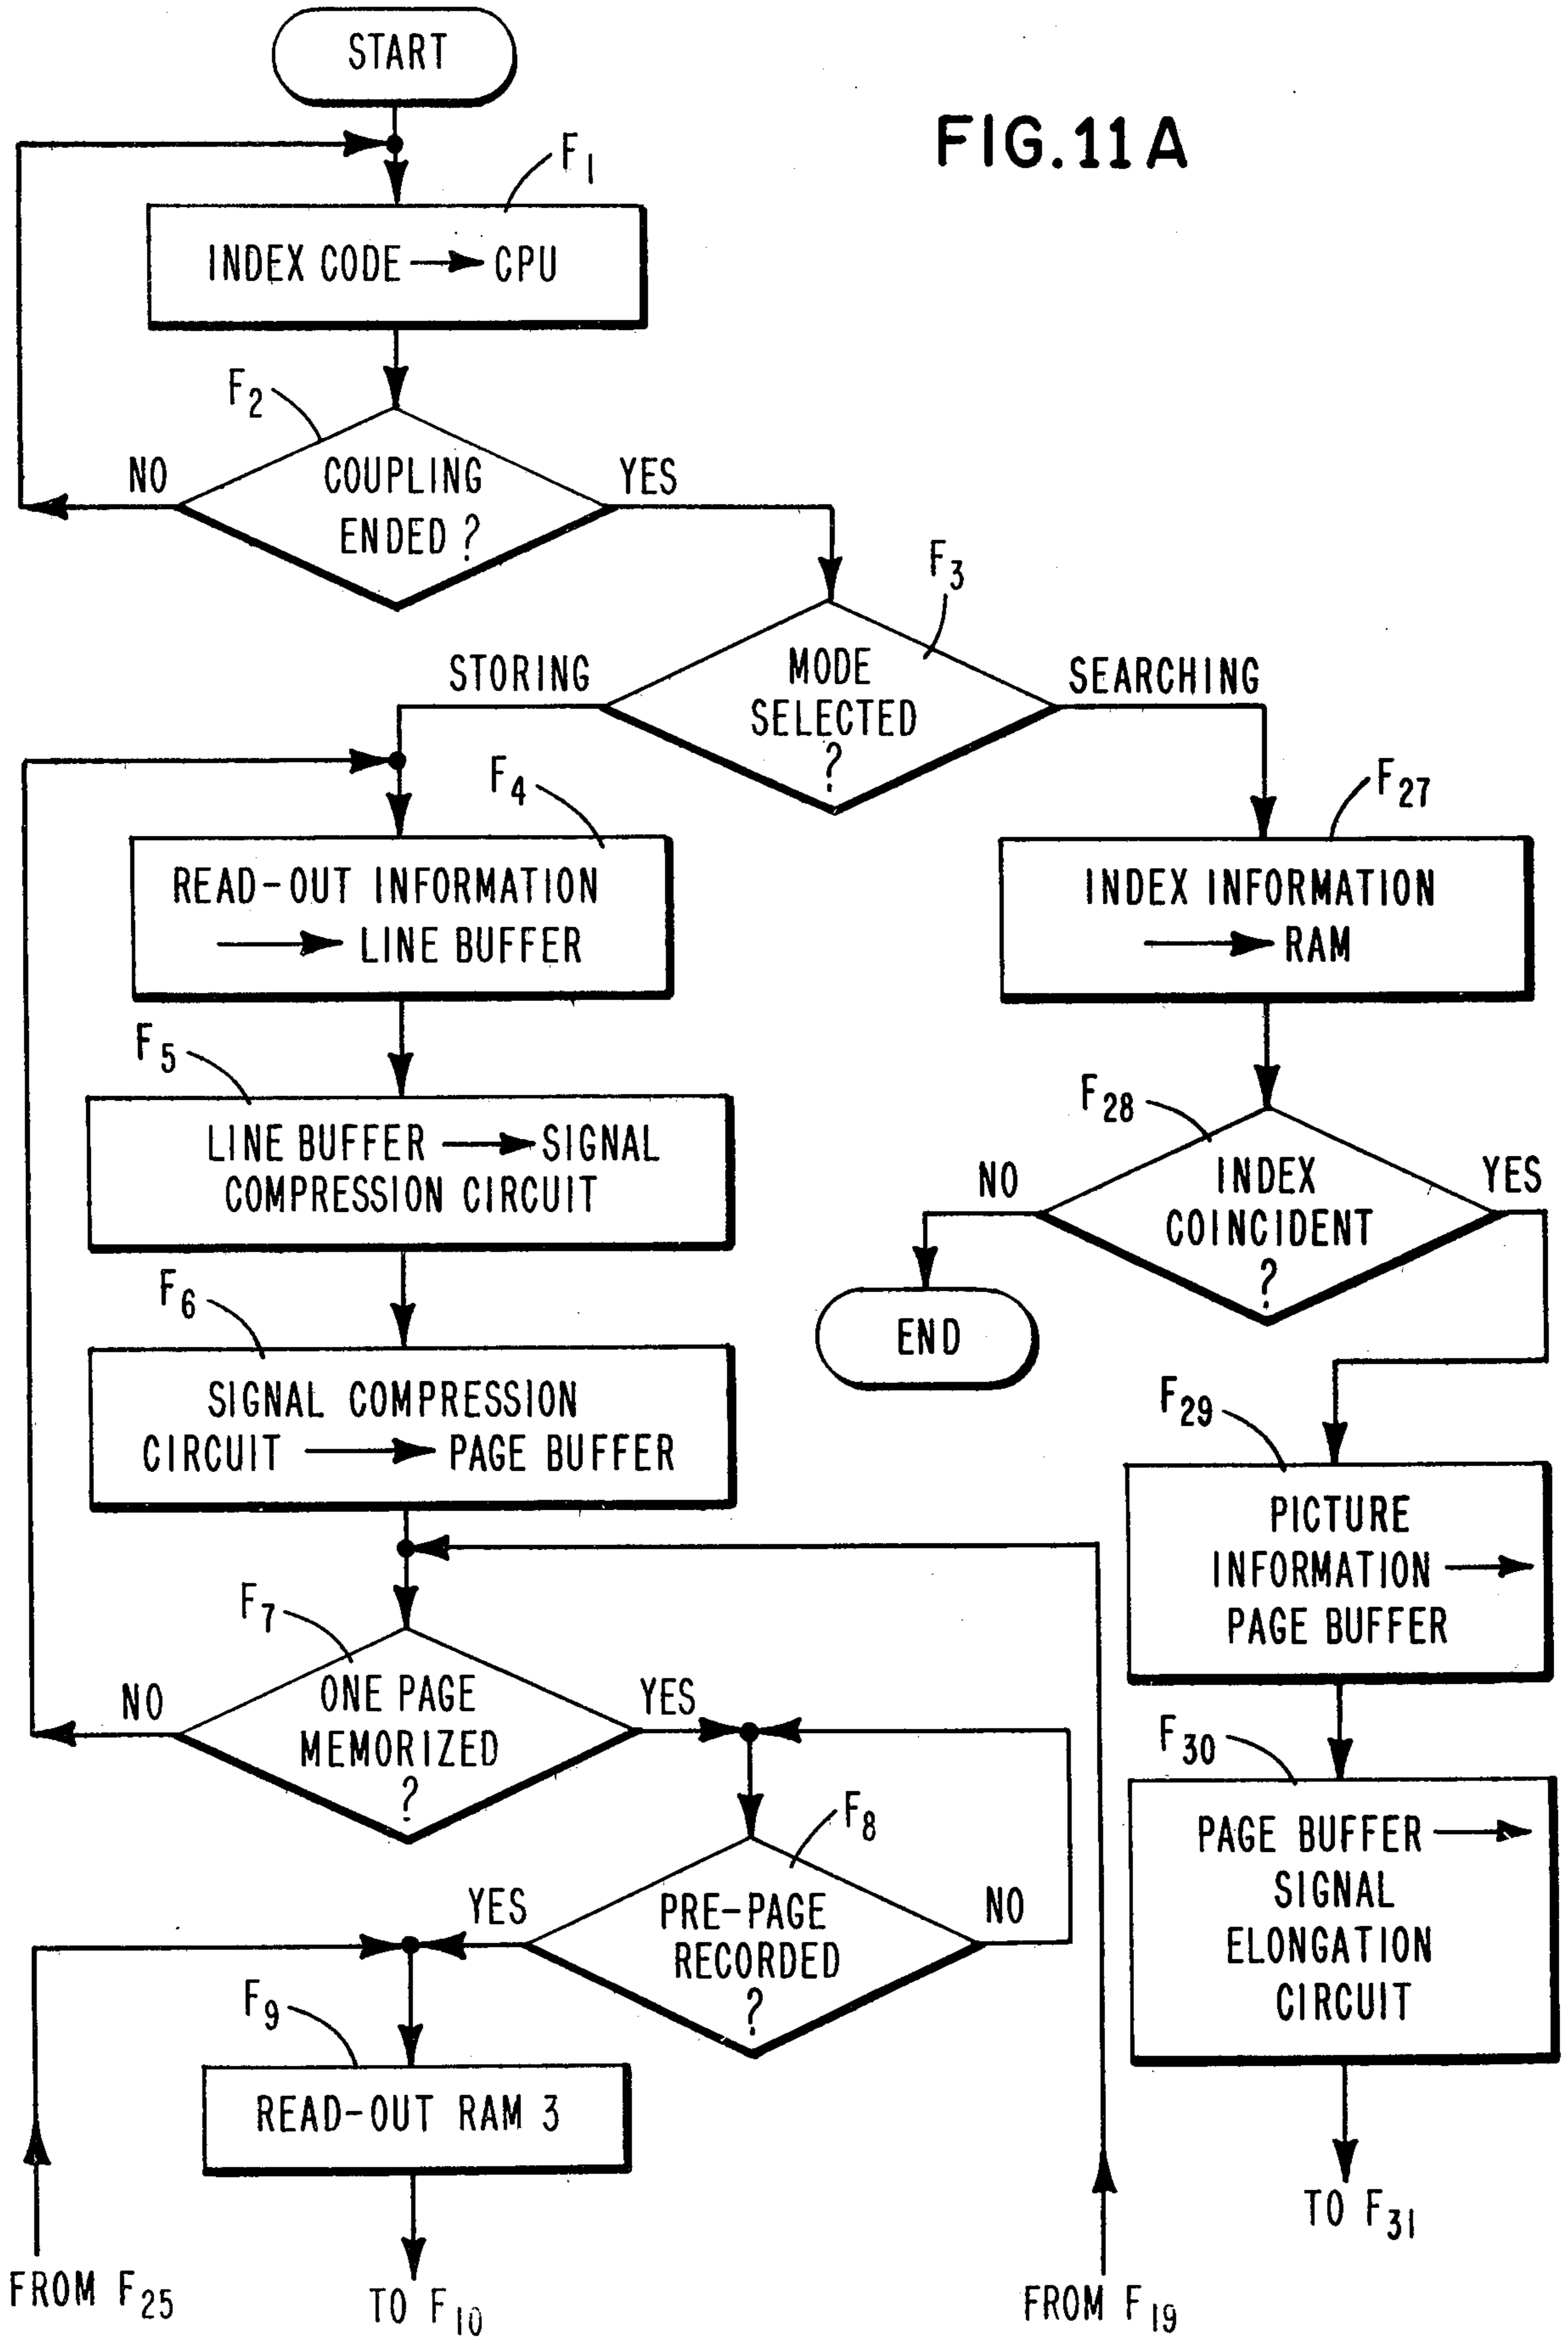 START
FIG.11A
F1
INDEX CODE → CPU
F2
NO
COUPLING
ENDED ?
YES
F3
STORING
MODE
SELECTED
?
SEARCHING
F4
READ-OUT INFORMATION
→ LINE BUFFER
F27
INDEX INFORMATION
→ RAM
F5
LINE BUFFER → SIGNAL
COMPRESSION CIRCUIT
F28
NO
INDEX
COINCIDENT
?
YES
END
F6
SIGNAL COMPRESSION
CIRCUIT → PAGE BUFFER
F29
PICTURE
INFORMATION →
PAGE BUFFER
F7
NO
ONE PAGE
MEMORIZED
?
YES
F8
YES
PRE-PAGE
RECORDED
?
NO
F30
PAGE BUFFER →
SIGNAL
ELONGATION
CIRCUIT
F9
READ-OUT RAM 3
FROM F25
TO F10
FROM F19
TO F31